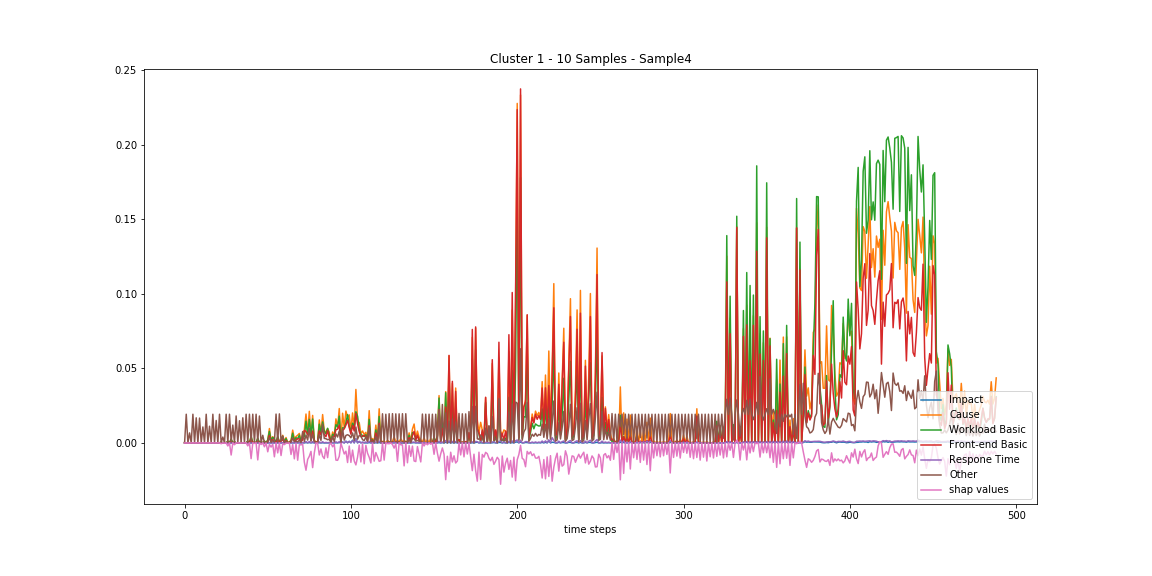 Cluster 1 - 10 Samples - Sample4
0.25
0.20
0.15
0.10
0.05
0.00
0 100 200 300 400 500
time steps
Impact
Cause
Workload Basic
Front-end Basic
Respone Time
Other
shap values